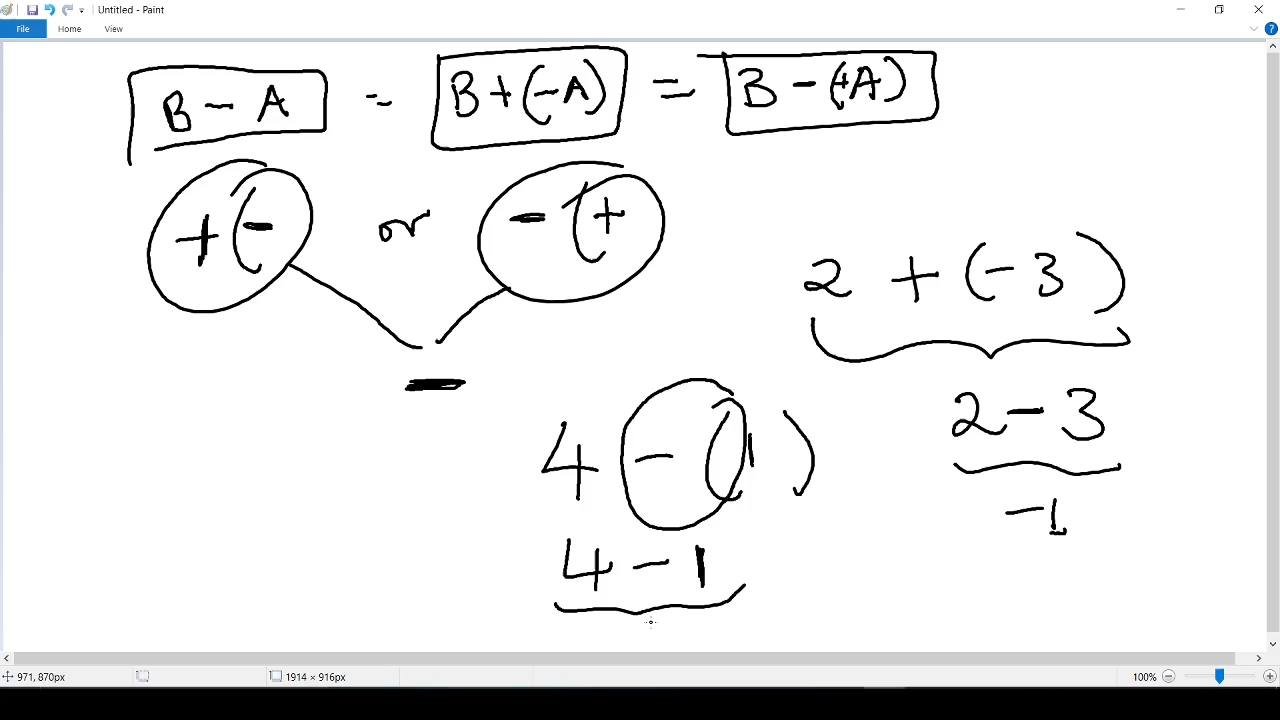 Untitled - Paint
File Home View
B - A = B + (-A) = B - (+A)
+(- or -(+
2 + (-3)
-
2 - 3
4 - (1)
-1
4 - 1
971, 870px 1914 × 916px 100%